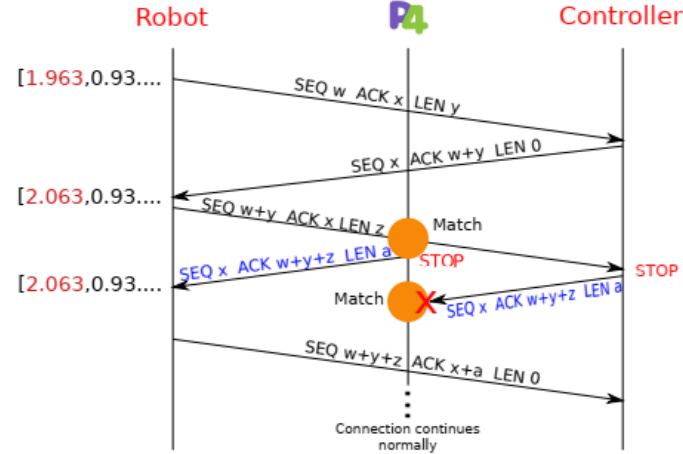 Robot P4 Controller
[1.963,0.93....
SEQ w ACK x LEN y
SEQ x ACK w+y LEN 0
[2.063,0.93....
SEQ w+y ACK x LEN z
Match
SEQ x ACK w+y+z LEN a
STOP
STOP
[2.063,0.93....
Match
X
SEQ x ACK w+y+z LEN a
SEQ w+y+z ACK x+a LEN 0
Connection continues
normally